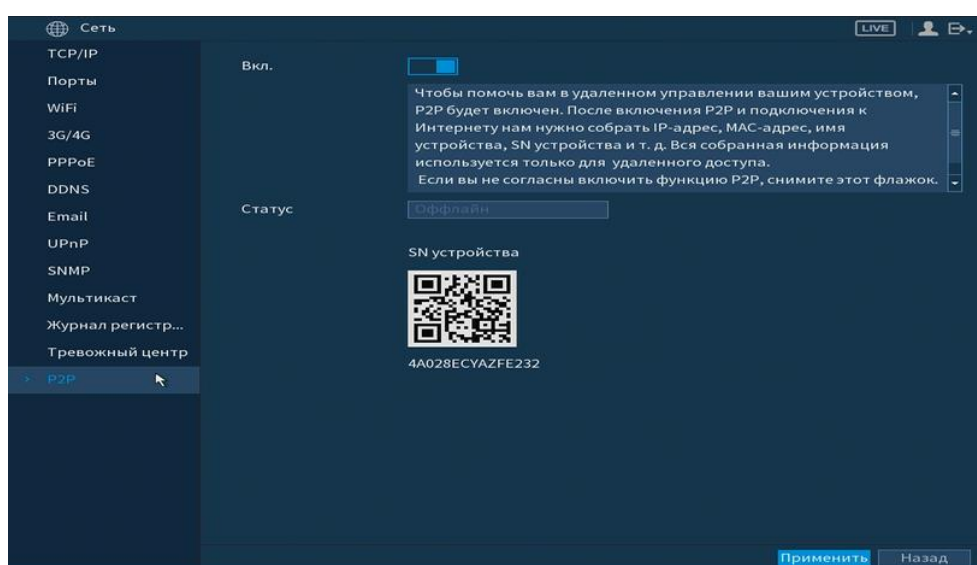 Сеть
LIVE
TCP/IP
Порты
WiFi
3G/4G
PPPoE
DDNS
Email
UPnP
SNMP
Мультикаст
Журнал регистр...
Тревожный центр
P2P
Вкл.
Чтобы помочь вам в удаленном управлении вашим устройством,
P2P будет включен. После включения P2P и подключения к
Интернету нам нужно собрать IP-адрес, MAC-адрес, имя
устройства, SN устройства и т. д. Вся собранная информация
используется только для удаленного доступа.
Если вы не согласны включить функцию P2P, снимите этот флажок.
Статус
Оффлайн
SN устройства
4A028ECYAZFE232
Применить
Назад